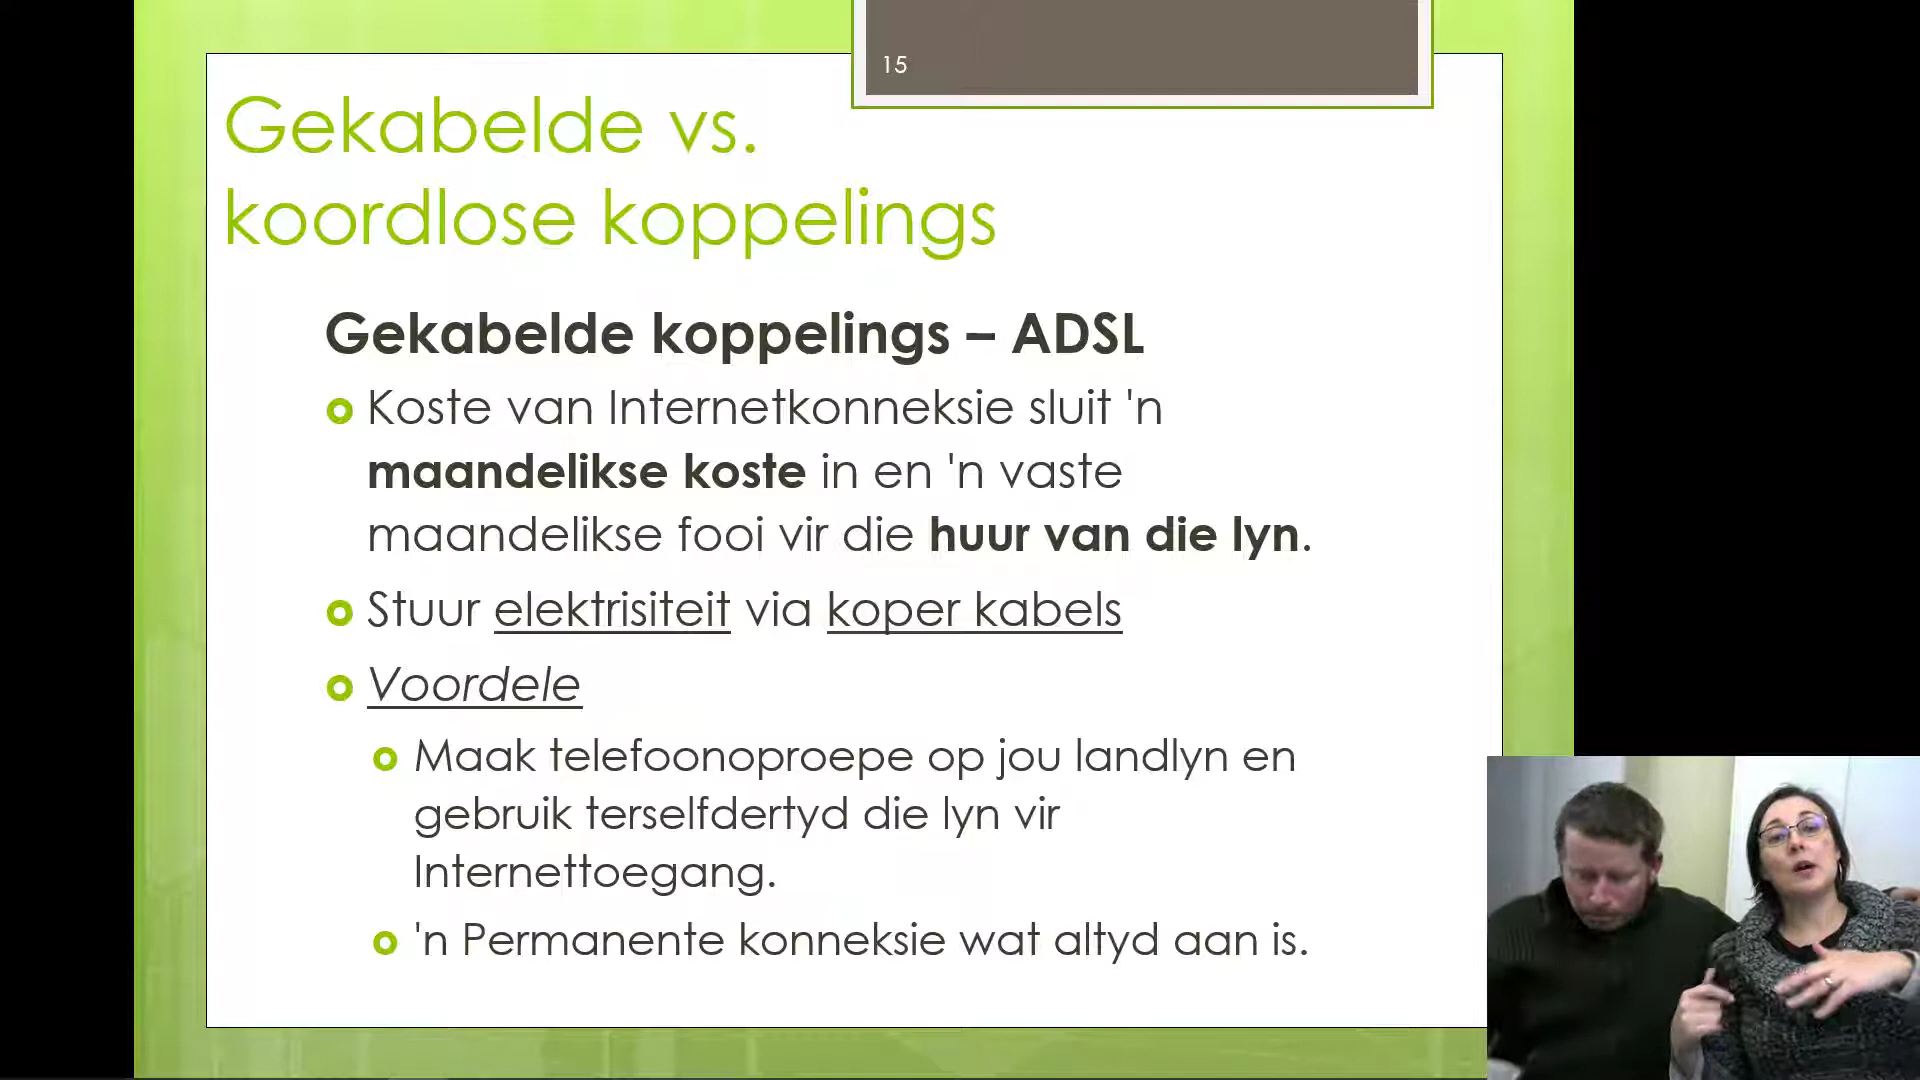 15
Gekabelde vs.
koordlose koppelings
Gekabelde koppelings – ADSL
Koste van Internetkonneksie sluit 'n
maandelikse koste in en 'n vaste
maandelikse fooi vir die huur van die lyn.
Stuur elektrisiteit via koper kabels
Voordele
Maak telefoonoproepe op jou landlyn en
gebruik terselfdertyd die lyn vir
Internettoegang.
'n Permanente konneksie wat altyd aan is.